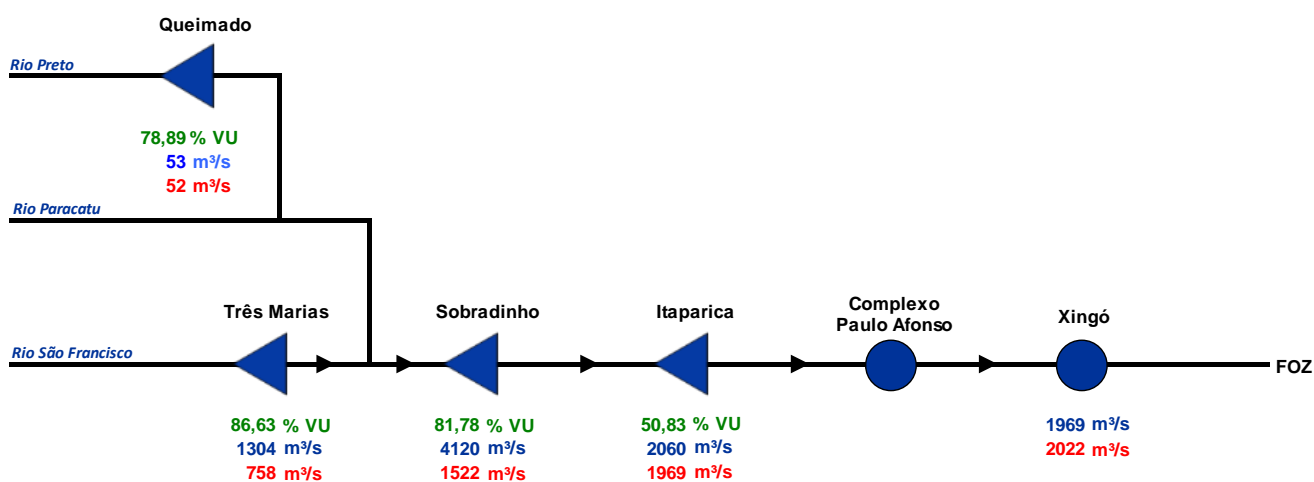 Queimado
Rio Preto
78,89 % VU
53 m³/s
52 m³/s
Rio Paracatu
Três Marias
Sobradinho
Itaparica
Complexo
Paulo Afonso
Xingó
Rio São Francisco
FOZ
86,63 % VU
1304 m³/s
758 m³/s
81,78 % VU
4120 m³/s
1522 m³/s
50,83 % VU
2060 m³/s
1969 m³/s
1969 m³/s
2022 m³/s